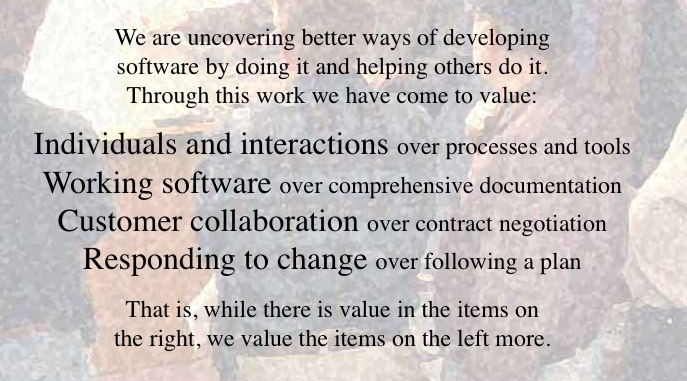 We are uncovering better ways of developing
software by doing it and helping others do it.
Through this work we have come to value:
Individuals and interactions over processes and tools
Working software over comprehensive documentation
Customer collaboration over contract negotiation
Responding to change over following a plan
That is, while there is value in the items on
the right, we value the items on the left more.